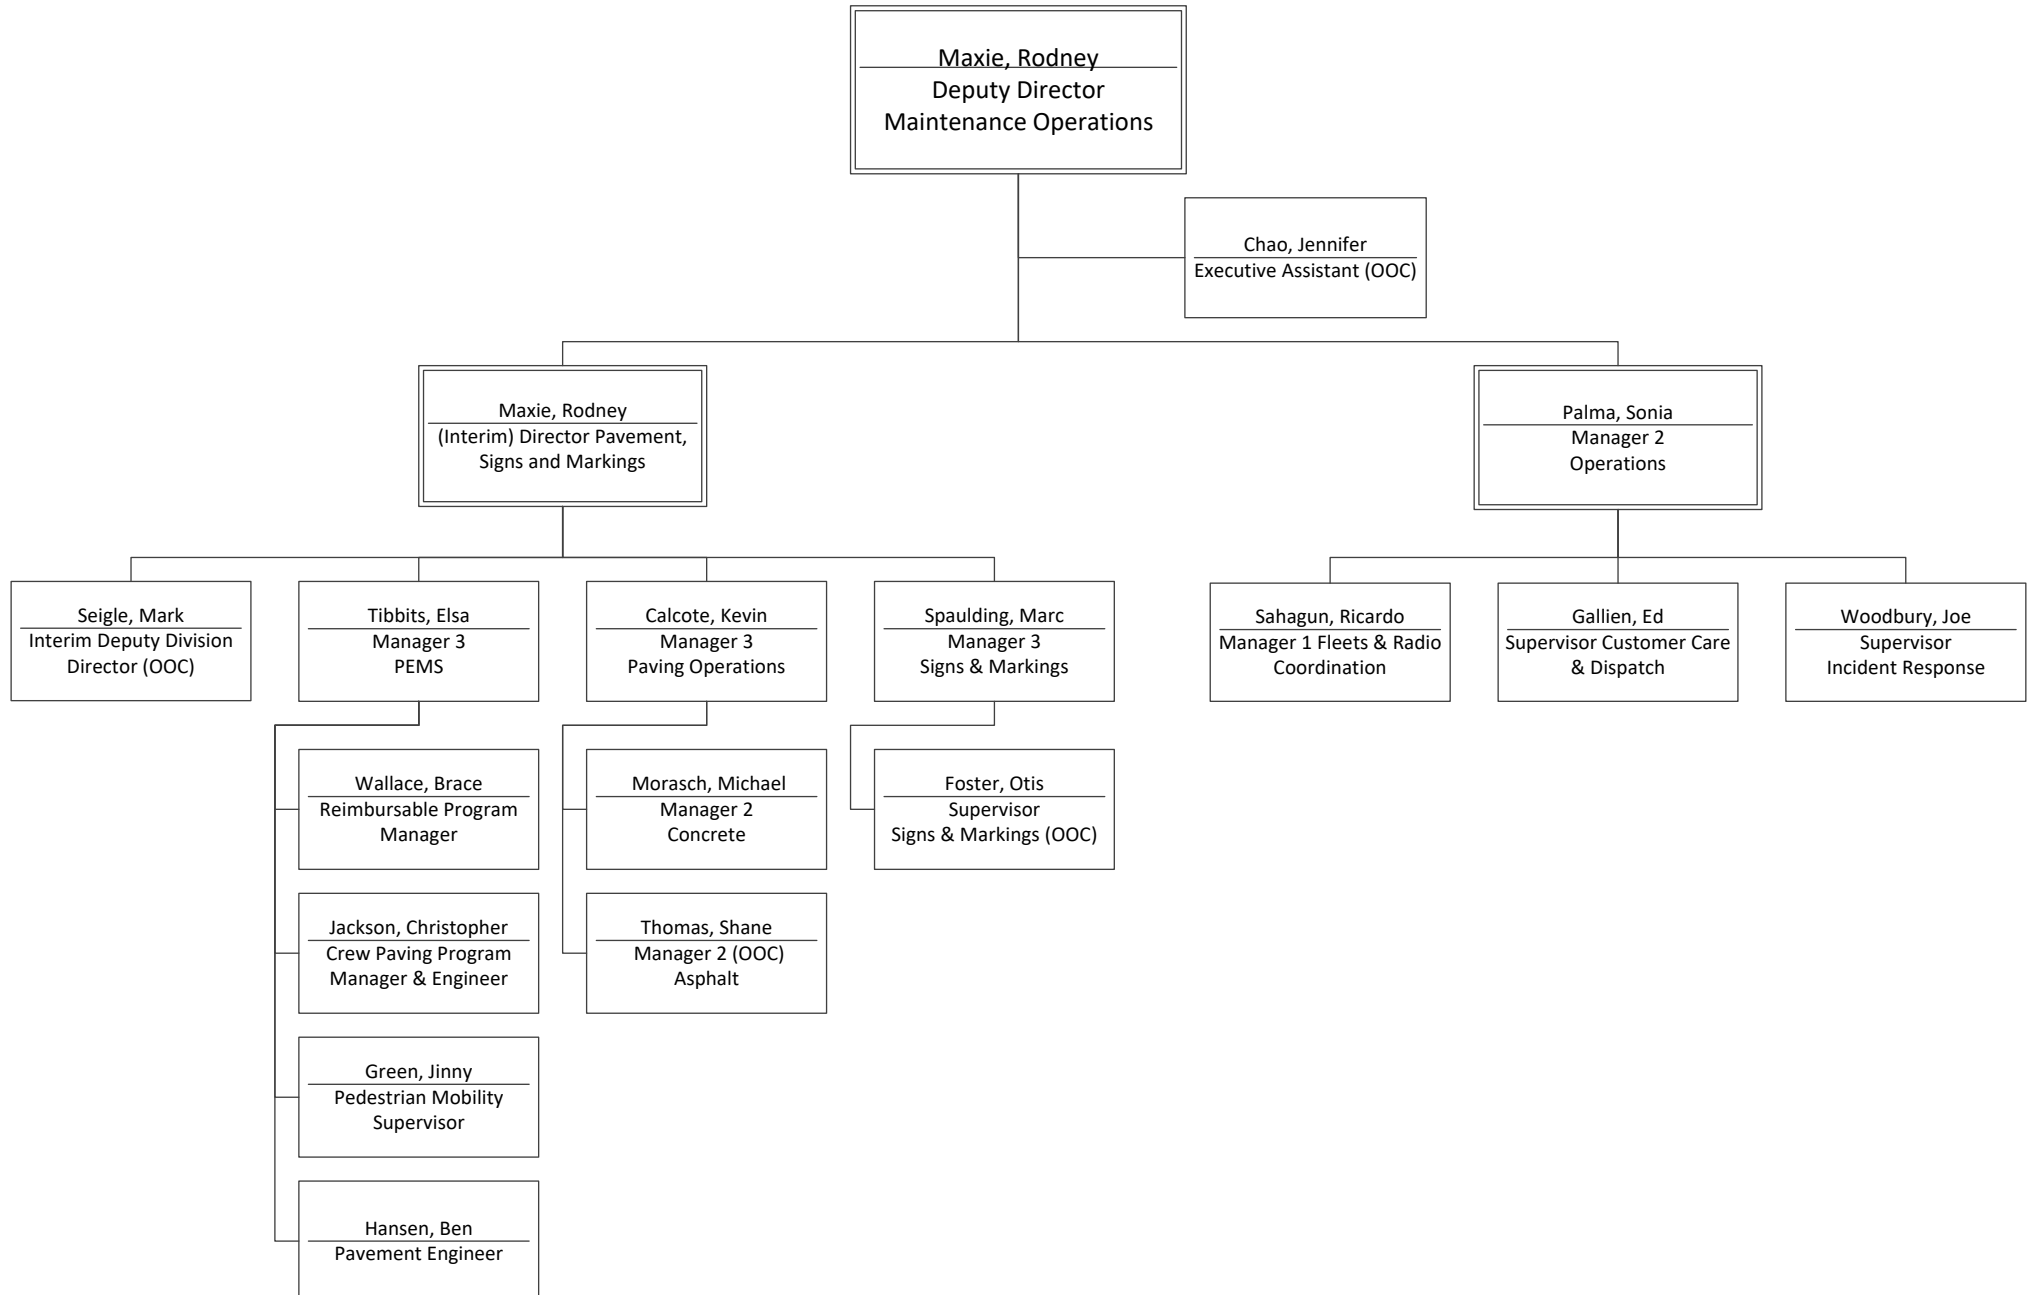 Maxie, Rodney
Deputy Director
Maintenance Operations
Chao, Jennifer
Executive Assistant (OOC)
Maxie, Rodney
(Interim) Director Pavement,
Signs and Markings
Palma, Sonia
Manager 2
Operations
Seigle, Mark
Interim Deputy Division
Director (OOC)
Tibbits, Elsa
Manager 3
PEMS
Calcote, Kevin
Manager 3
Paving Operations
Spaulding, Marc
Manager 3
Signs & Markings
Sahagun, Ricardo
Manager 1 Fleets & Radio
Coordination
Gallien, Ed
Supervisor Customer Care
& Dispatch
Woodbury, Joe
Supervisor
Incident Response
Wallace, Brace
Reimbursable Program
Manager
Morasch, Michael
Manager 2
Concrete
Foster, Otis
Supervisor
Signs & Markings (OOC)
Jackson, Christopher
Crew Paving Program
Manager & Engineer
Thomas, Shane
Manager 2 (OOC)
Asphalt
Green, Jinny
Pedestrian Mobility
Supervisor
Hansen, Ben
Pavement Engineer